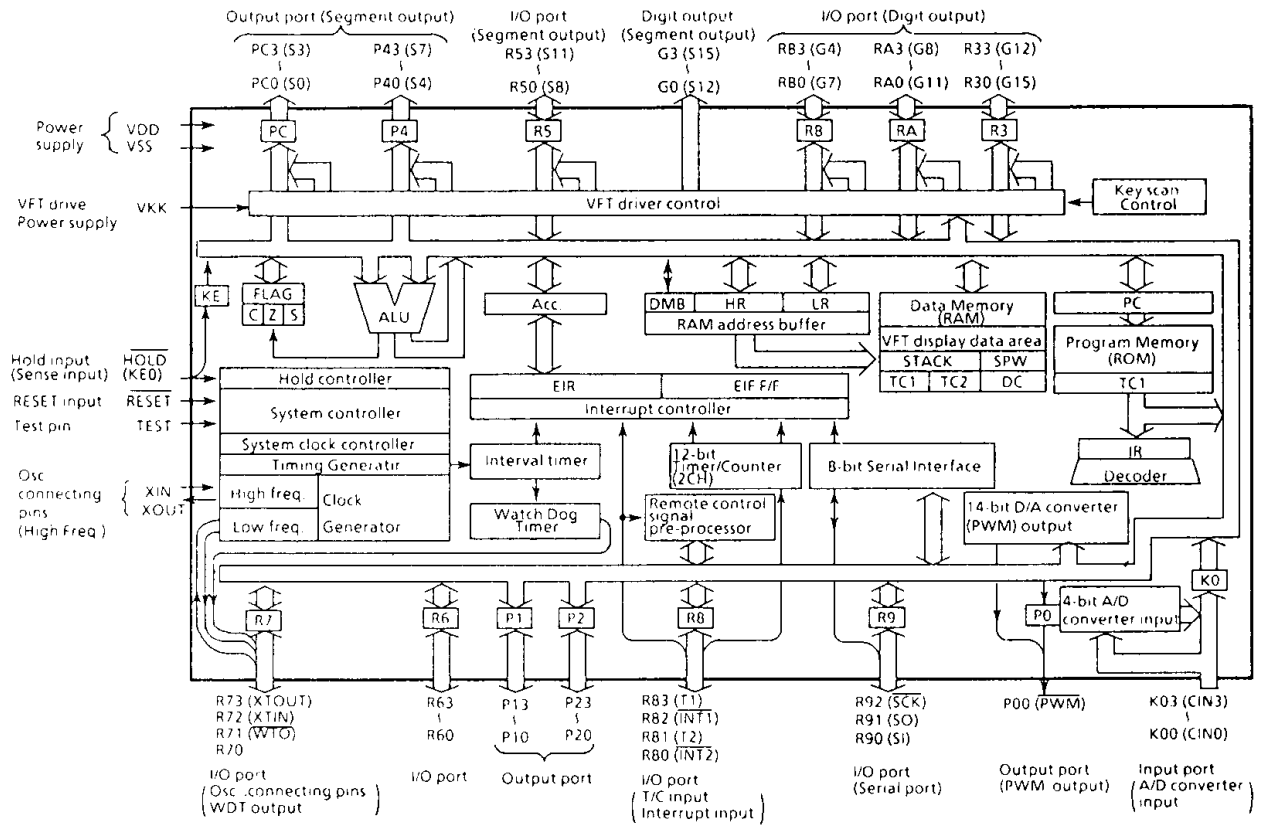 Output port (Segment output)
I/O port
(Segment output)
Digit output
(Segment output)
I/O port (Digit output)
PC3 (S3)
P43 (S7)
R53 (S11)
G3 (S15)
RB3 (G4)
RA3 (G8)
R33 (G12)
PC0 (S0)
P40 (S4)
R50 (S8)
G0 (S12)
RB0 (G7)
RA0 (G11)
R30 (G15)
Power supply
VDD
VSS
PC
P4
R5
RB
RA
R3
VFT drive
Power supply
VKK
VFT driver control
Key scan
Control
KE
FLAG
C Z S
ALU
Acc.
DMB HR LR
RAM address buffer
Data Memory
(RAM)
VFT display data area
STACK SPW
TC1 TC2 DC
PC
Program Memory
(ROM)
TC1
IR
Decoder
Hold input
(Sense input)
HOLD
(KE0)
RESET input
RESET
Test pin
TEST
Hold controller
System controller
System clock controller
Timing Generatir
High freq.
Low freq.
Clock
Generator
EIR
EIF F/F
Interrupt controller
Interval timer
Watch Dog
Timer
12-bit
Timer/Counter
(2CH)
Remote control
signal
pre-processor
8-bit Serial Interface
14-bit D/A converter
(PWM) output
Osc
connecting
pins
(High Freq.)
XIN
XOUT
K0
P0
4-bit A/D
converter input
R7
R6
P1
P2
R8
R9
R73 (XTOUT)
R72 (XTIN)
R71 (WTO)
R70
R63
R60
P13
P10
P23
P20
R83 (T1)
R82 (INT1)
R81 (T2)
R80 (INT2)
R92 (SCK)
R91 (SO)
R90 (Si)
P00 (PWM)
K03 (CIN3)
K00 (CIN0)
I/O port
(Osc .connecting pins
WDT output)
I/O port
Output port
I/O port
(T/C input
Interrupt input)
I/O port
(Serial port)
Output port
(PWM output)
Input port
(A/D converter
input)